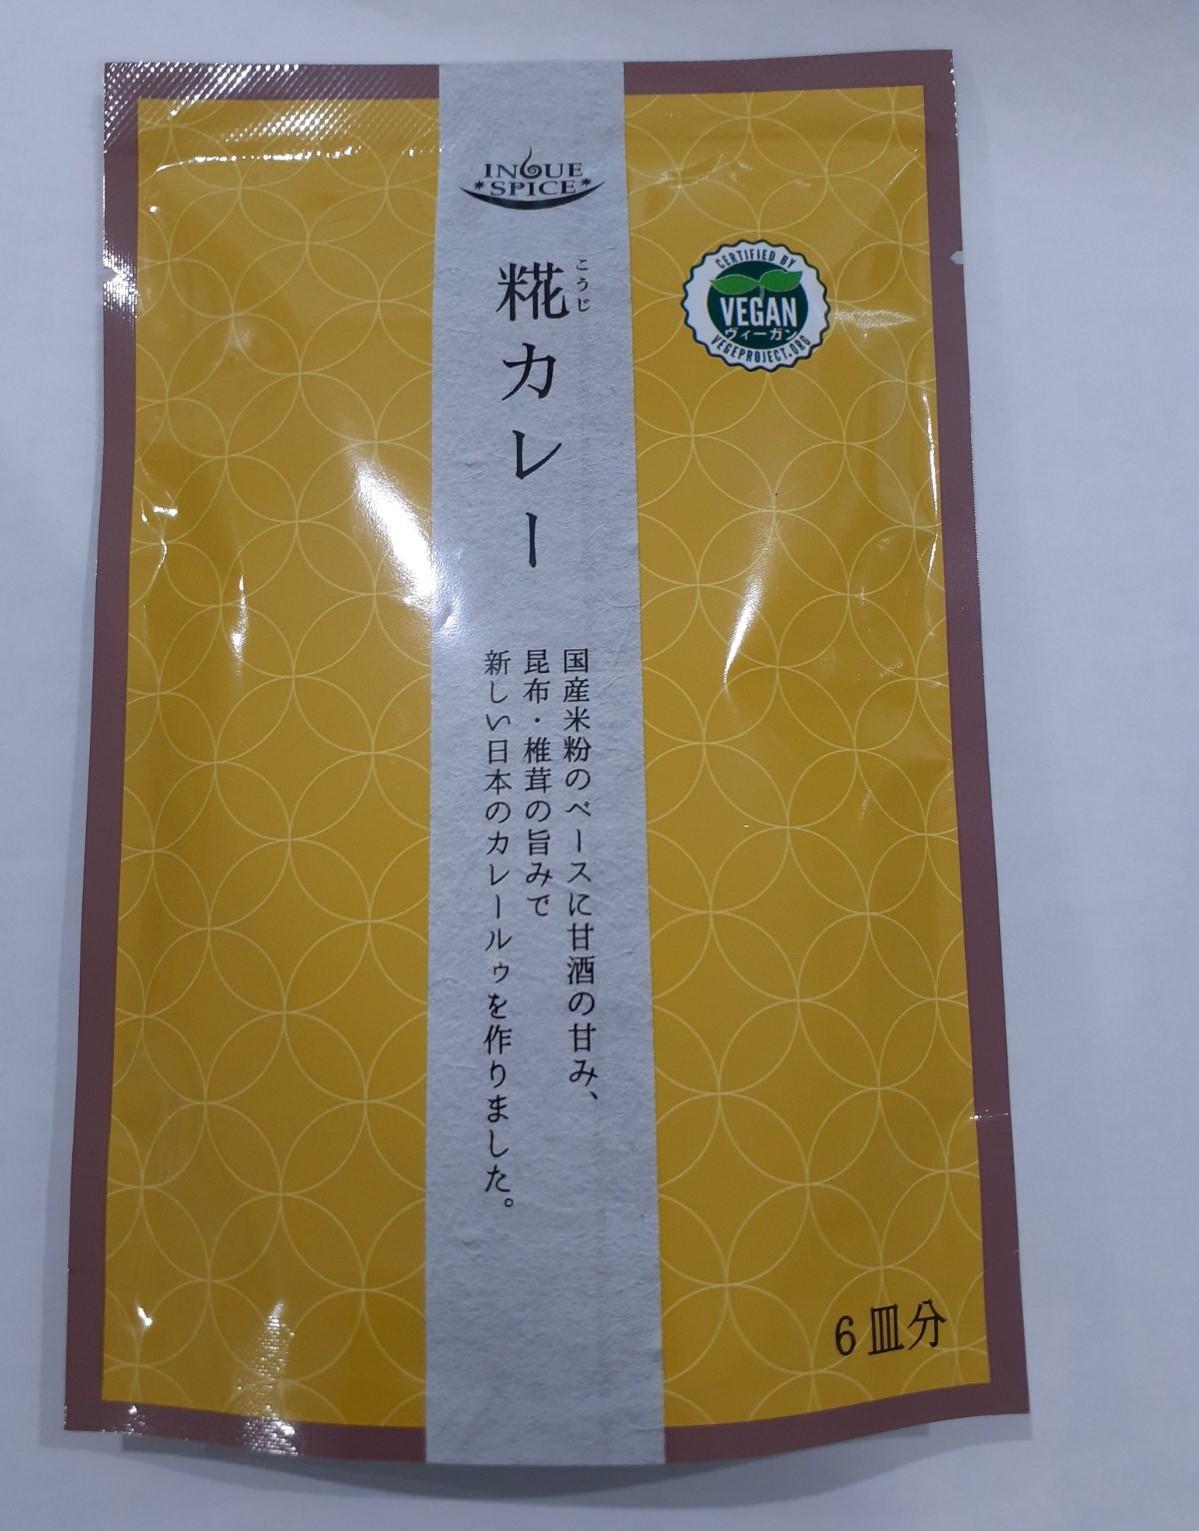 INOUE
SPICE
糀カレー
こうじ
CERTIFIED BY
VEGAN
ヴィーガン
VEGEPROJECT.ORG
国産米粉のベースに甘酒の甘み、
昆布・椎茸の旨みで
新しい日本のカレールゥを作りました。
6皿分